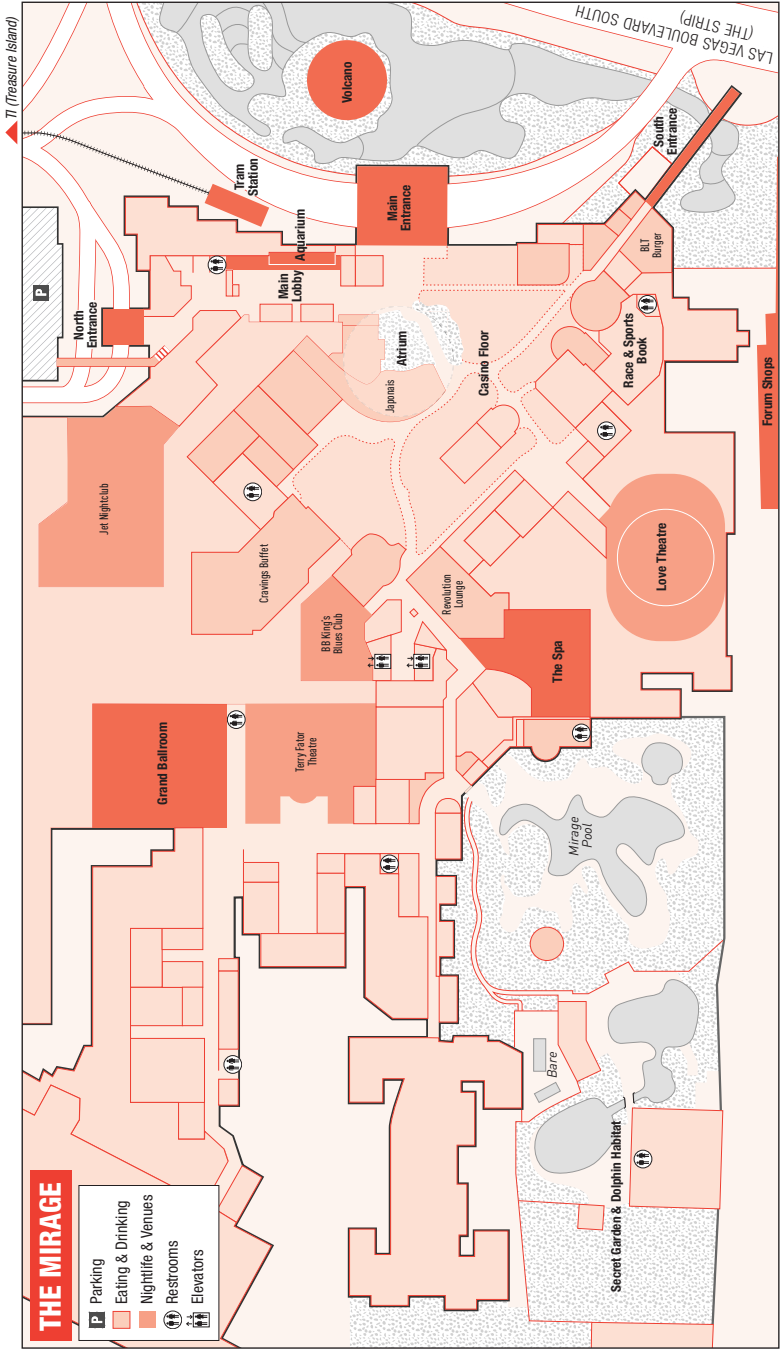 THE MIRAGE
P Parking
Eating & Drinking
Nightlife & Venues
Restrooms
Elevators
TI (Treasure Island)
LAS VEGAS BOULEVARD SOUTH
(THE STRIP)
Volcano
Tram
Station
Main
Entrance
South
Entrance
Aquarium
Main
Lobby
P
North
Entrance
BLT
Burger
Atrium
Japonais
Casino Floor
Race & Sports
Book
Forum Shops
Jet Nightclub
Cravings Buffet
BB King's
Blues Club
Revolution
Lounge
Love Theatre
The Spa
Grand Ballroom
Terry Fator
Theatre
Mirage
Pool
Bare
Secret Garden & Dolphin Habitat